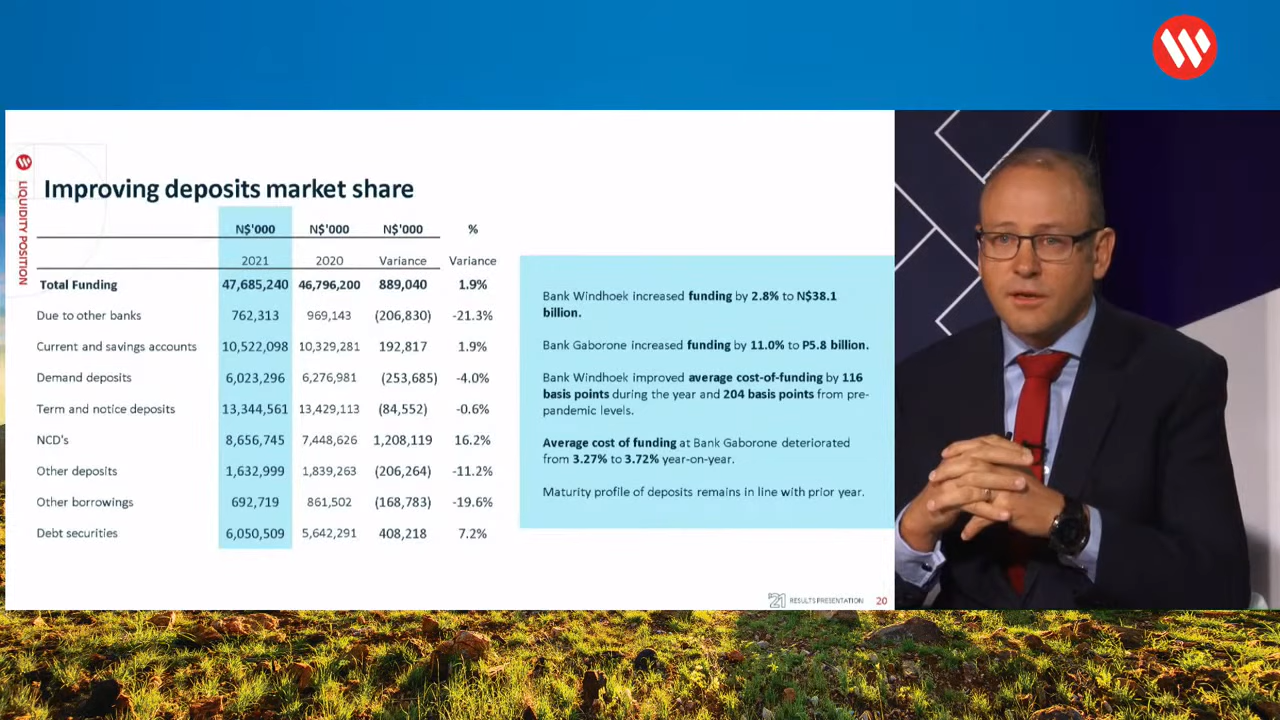 LIQUIDITY POSITION
Improving deposits market share
N$'000 N$'000 N$'000 %
2021 2020 Variance Variance
Total Funding 47,685,240 46,796,200 889,040 1.9%
Due to other banks 762,313 969,143 (206,830) -21.3%
Current and savings accounts 10,522,098 10,329,281 192,817 1.9%
Demand deposits 6,023,296 6,276,981 (253,685) -4.0%
Term and notice deposits 13,344,561 13,429,113 (84,552) -0.6%
NCD's 8,656,745 7,448,626 1,208,119 16.2%
Other deposits 1,632,999 1,839,263 (206,264) -11.2%
Other borrowings 692,719 861,502 (168,783) -19.6%
Debt securities 6,050,509 5,642,291 408,218 7.2%
Bank Windhoek increased funding by 2.8% to N$38.1
billion.
Bank Gaborone increased funding by 11.0% to P5.8 billion.
Bank Windhoek improved average cost-of-funding by 116
basis points during the year and 204 basis points from pre-
pandemic levels.
Average cost of funding at Bank Gaborone deteriorated
from 3.27% to 3.72% year-on-year.
Maturity profile of deposits remains in line with prior year.
'21 RESULTS PRESENTATION 20